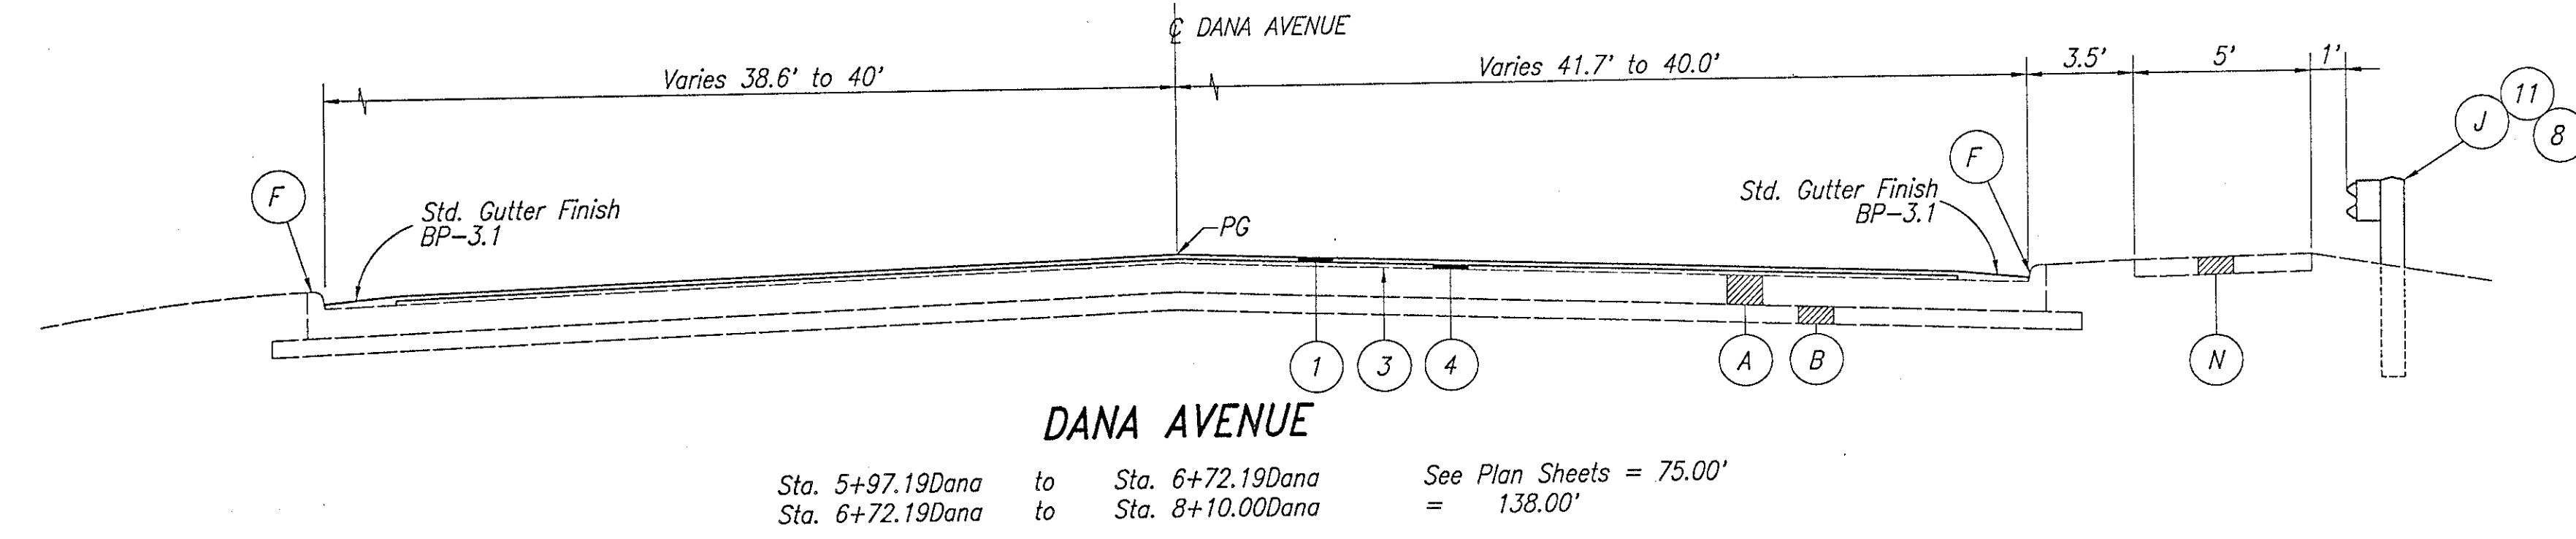 ℄ DANA AVENUE
Varies 38.6' to 40'
Varies 41.7' to 40.0'
3.5'
5'
1'
J
11
8
F
Std. Gutter Finish
BP-3.1
PG
Std. Gutter Finish
BP-3.1
F
1
3
4
A
B
N
DANA AVENUE
Sta. 5+97.19Dana to Sta. 6+72.19Dana See Plan Sheets = 75.00'
Sta. 6+72.19Dana to Sta. 8+10.00Dana = 138.00'